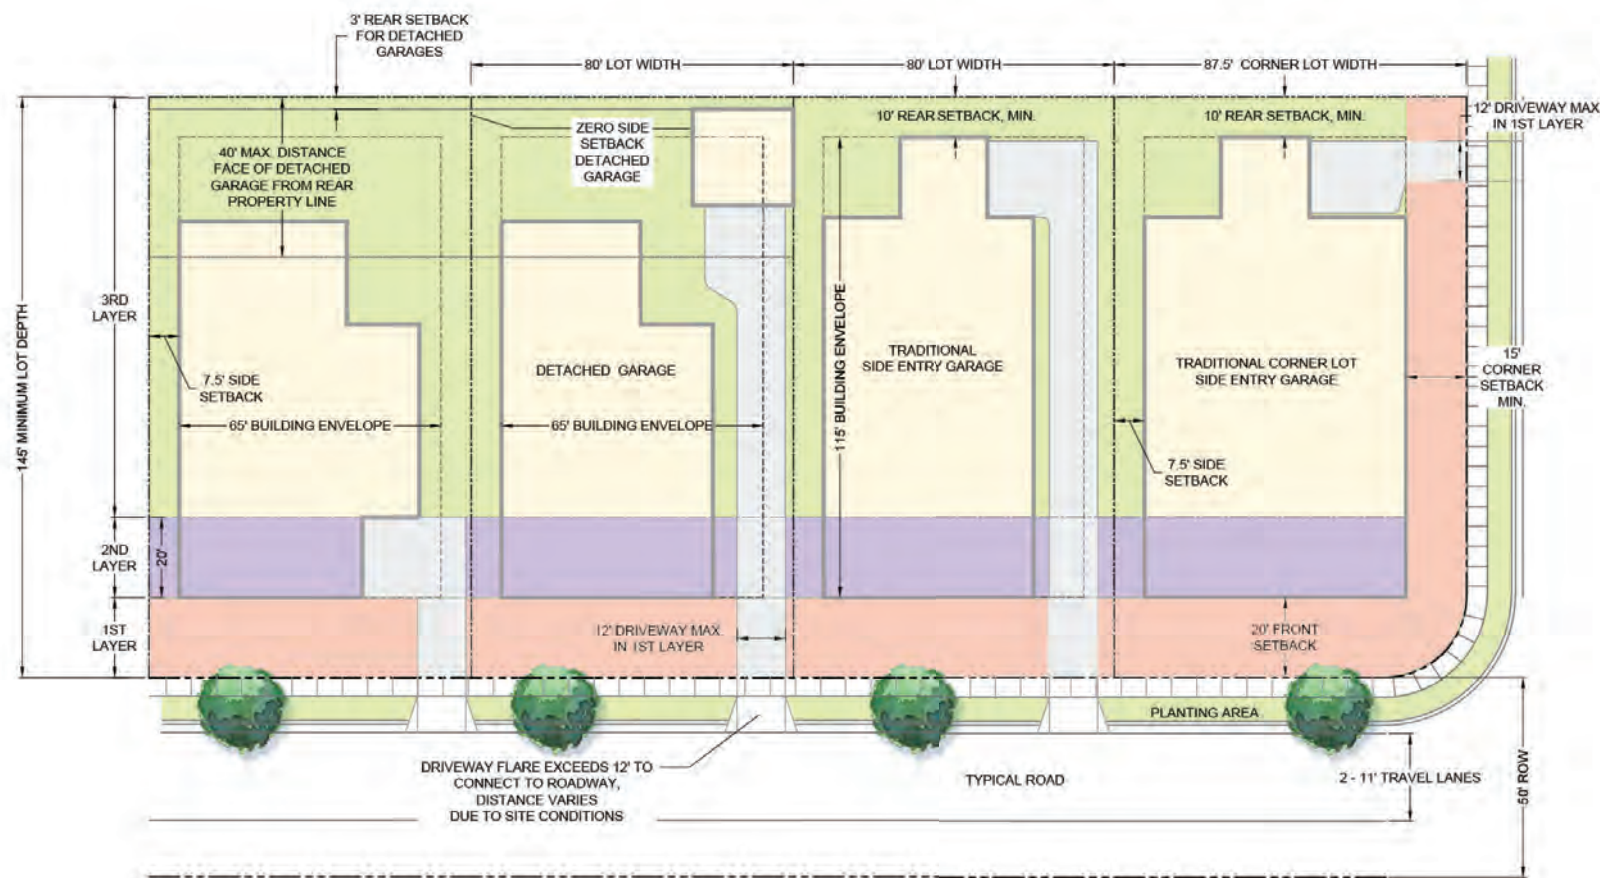 3' REAR SETBACK
FOR DETACHED
GARAGES
80' LOT WIDTH
80' LOT WIDTH
87.5' CORNER LOT WIDTH
12' DRIVEWAY MAX.
IN 1ST LAYER
10' REAR SETBACK, MIN.
10' REAR SETBACK, MIN.
ZERO SIDE
SETBACK
DETACHED
GARAGE
40' MAX. DISTANCE
FACE OF DETACHED
GARAGE FROM REAR
PROPERTY LINE
145' MINIMUM LOT DEPTH
3RD
LAYER
7.5' SIDE
SETBACK
65' BUILDING ENVELOPE
DETACHED GARAGE
65' BUILDING ENVELOPE
115' BUILDING ENVELOPE
TRADITIONAL
SIDE ENTRY GARAGE
TRADITIONAL CORNER LOT
SIDE ENTRY GARAGE
15'
CORNER
SETBACK
MIN.
7.5' SIDE
SETBACK
2ND
LAYER
20'
1ST
LAYER
12' DRIVEWAY MAX.
IN 1ST LAYER
20' FRONT
SETBACK
PLANTING AREA
DRIVEWAY FLARE EXCEEDS 12' TO
CONNECT TO ROADWAY,
DISTANCE VARIES
DUE TO SITE CONDITIONS
TYPICAL ROAD
2 - 11' TRAVEL LANES
50' ROW